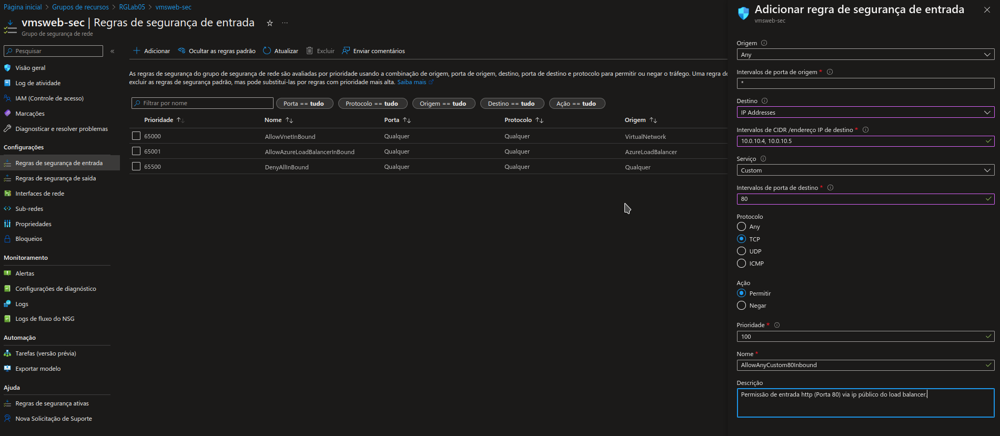 Página inicial > Grupos de recursos > RGLab05 > vmsweb-sec
vmsweb-sec | Regras de segurança de entrada
Grupo de segurança de rede
Pesquisar
Visão geral
Log de atividade
IAM (Controle de acesso)
Marcações
Diagnosticar e resolver problemas
Configurações
Regras de segurança de entrada
Regras de segurança de saída
Interfaces de rede
Sub-redes
Propriedades
Bloqueios
Monitoramento
Alertas
Configurações de diagnóstico
Logs
Logs de fluxo do NSG
Automação
Tarefas (versão prévia)
Exportar modelo
Ajuda
Regras de segurança ativas
Nova Solicitação de Suporte
Adicionar Ocultar as regras padrão Atualizar Excluir Enviar comentários
As regras de segurança do grupo de segurança de rede são avaliadas por prioridade usando a combinação de origem, porta de origem, destino, porta de destino e protocolo para permitir ou negar o tráfego. Uma regra de
excluir as regras de segurança padrão, mas pode substituí-las por regras com prioridade mais alta. Saiba mais
Filtrar por nome Porta == tudo Protocolo == tudo Origem == tudo Destino == tudo Ação == tudo
Prioridade Nome Porta Protocolo Origem
65000 AllowVnetInBound Qualquer Qualquer VirtualNetwork
65001 AllowAzureLoadBalancerInBound Qualquer Qualquer AzureLoadBalancer
65500 DenyAllInBound Qualquer Qualquer Qualquer
Adicionar regra de segurança de entrada
vmsweb-sec
Origem
Any
Intervalos de porta de origem *
*
Destino
IP Addresses
Intervalos de CIDR /endereço IP de destino *
10.0.10.4, 10.0.10.5
Serviço
Custom
Intervalos de porta de destino *
80
Protocolo
Any
TCP
UDP
ICMP
Ação
Permitir
Negar
Prioridade *
100
Nome *
AllowAnyCustom80Inbound
Descrição
Permissão de entrada http (Porta 80) via ip público do load balancer.